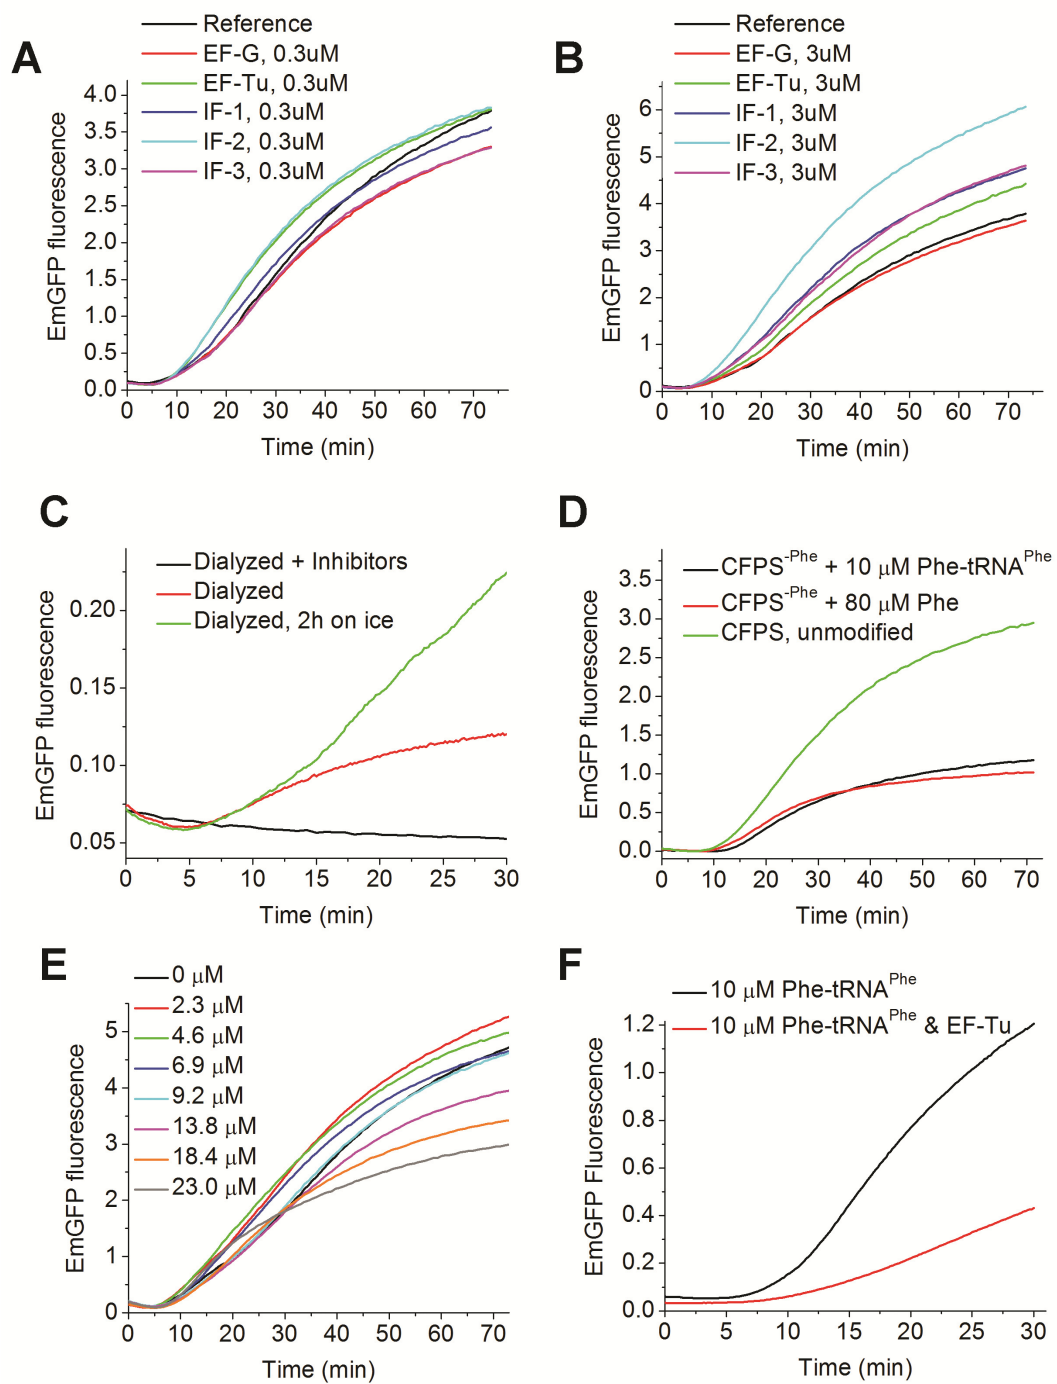 A
Reference
EF-G, 0.3uM
EF-Tu, 0.3uM
IF-1, 0.3uM
IF-2, 0.3uM
IF-3, 0.3uM
EmGFP fluorescence
4.0
3.5
3.0
2.5
2.0
1.5
1.0
0.5
0.0
0 10 20 30 40 50 60 70
Time (min)
B
Reference
EF-G, 3uM
EF-Tu, 3uM
IF-1, 3uM
IF-2, 3uM
IF-3, 3uM
EmGFP fluorescence
6
5
4
3
2
1
0
0 10 20 30 40 50 60 70
Time (min)
C
Dialyzed + Inhibitors
Dialyzed
Dialyzed, 2h on ice
EmGFP fluorescence
0.20
0.15
0.10
0.05
0 5 10 15 20 25 30
Time (min)
D
CFPS-Phe + 10 μM Phe-tRNAPhe
CFPS-Phe + 80 μM Phe
CFPS, unmodified
EmGFP fluorescence
3.5
3.0
2.5
2.0
1.5
1.0
0.5
0.0
0 10 20 30 40 50 60 70
Time (min)
E
0 μM
2.3 μM
4.6 μM
6.9 μM
9.2 μM
13.8 μM
18.4 μM
23.0 μM
EmGFP fluorescence
5
4
3
2
1
0
0 10 20 30 40 50 60 70
Time (min)
F
10 μM Phe-tRNAPhe
10 μM Phe-tRNAPhe & EF-Tu
EmGFP Fluorescence
1.2
1.0
0.8
0.6
0.4
0.2
0.0
0 5 10 15 20 25 30
Time (min)